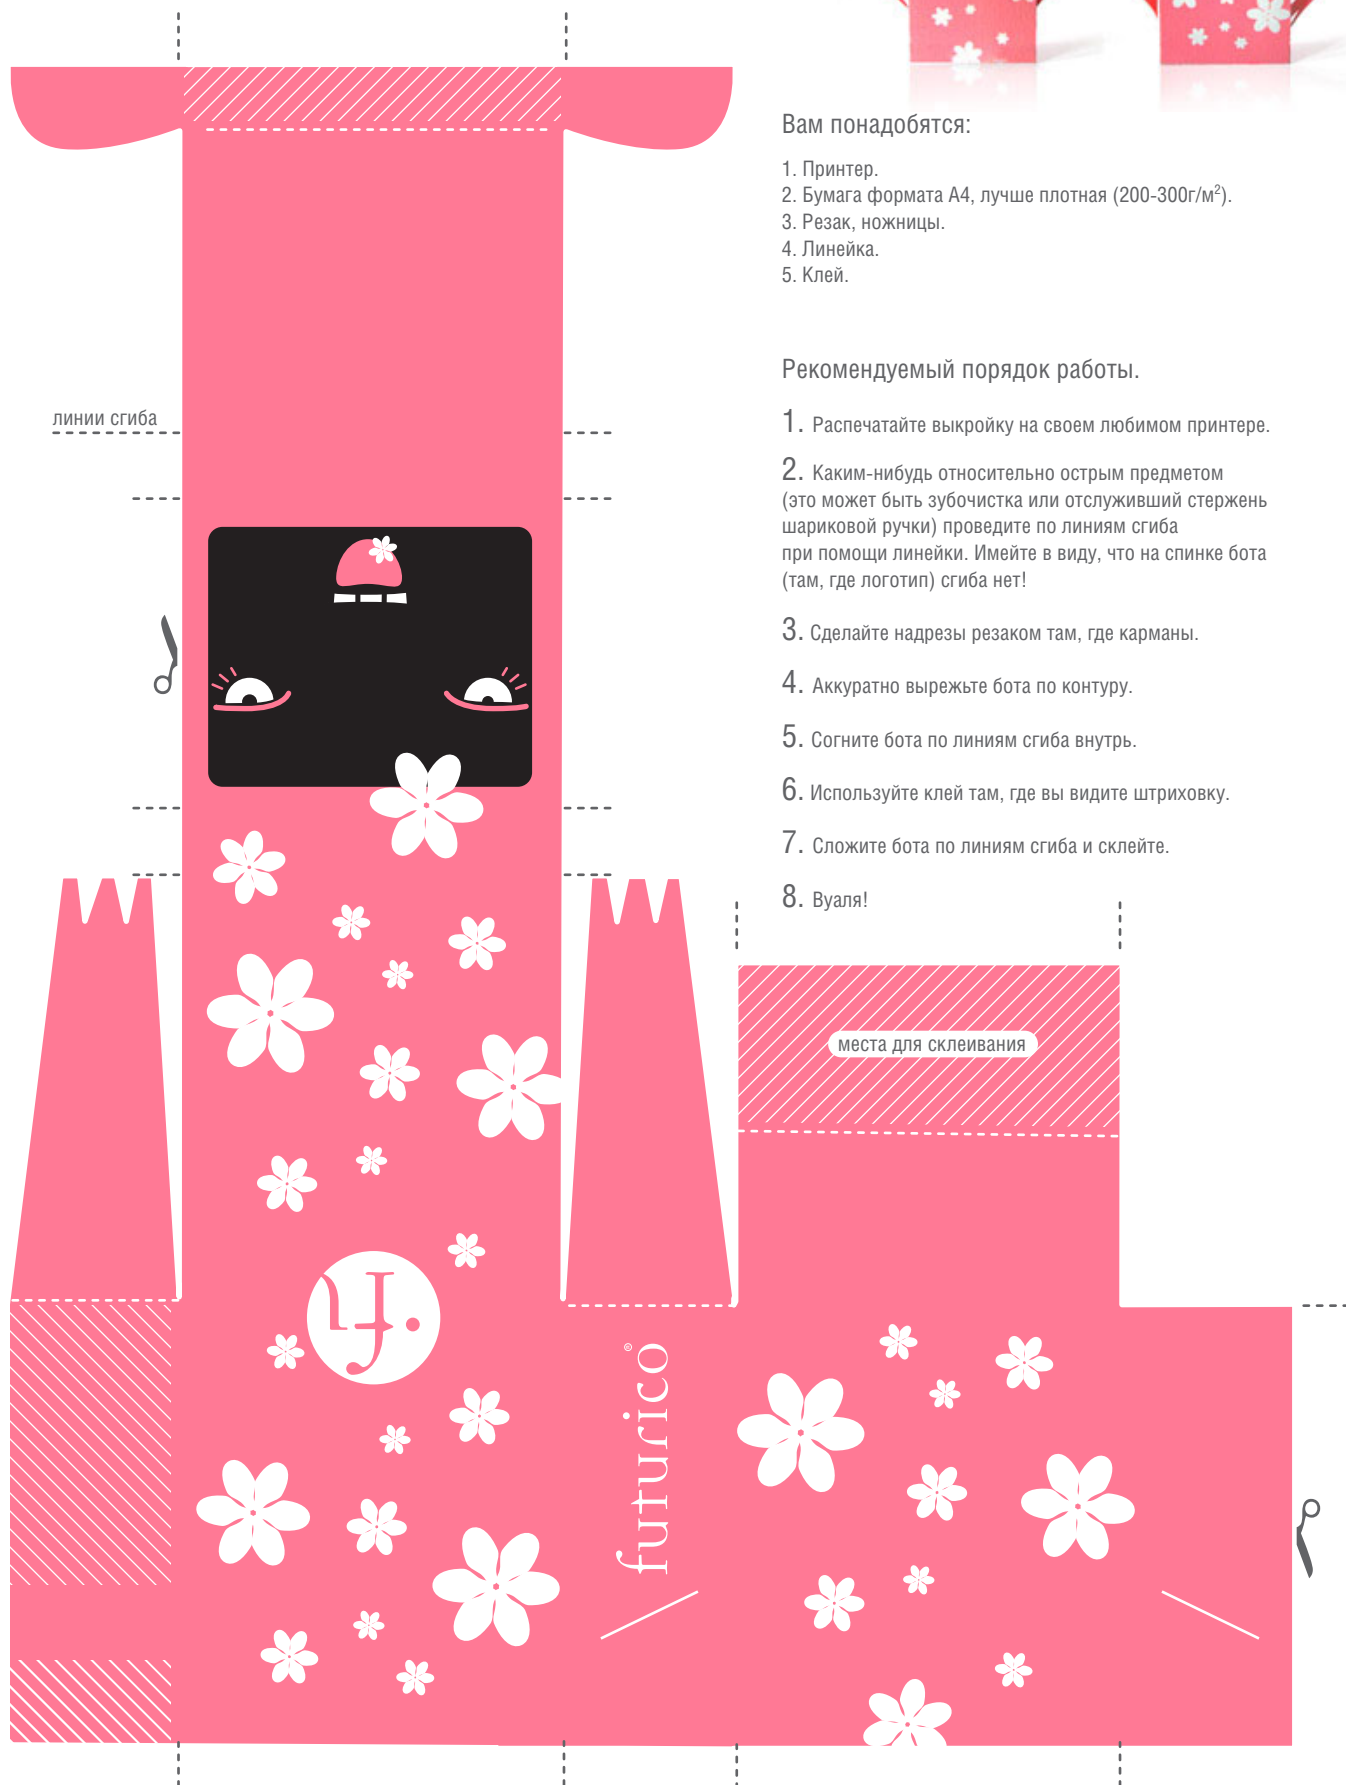 Вам понадобятся:
1. Принтер.
2. Бумага формата А4, лучше плотная (200-300г/м²).
3. Резак, ножницы.
4. Линейка.
5. Клей.
Рекомендуемый порядок работы.
1. Распечатайте выкройку на своем любимом принтере.
2. Каким-нибудь относительно острым предметом
(это может быть зубочистка или отслуживший стержень
шариковой ручки) проведите по линиям сгиба
при помощи линейки. Имейте в виду, что на спинке бота
(там, где логотип) сгиба нет!
3. Сделайте надрезы резаком там, где карманы.
4. Аккуратно вырежьте бота по контуру.
5. Согните бота по линиям сгиба внутрь.
6. Используйте клей там, где вы видите штриховку.
7. Сложите бота по линиям сгиба и склейте.
8. Вуаля!
линии сгиба
места для склеивания
futurico®